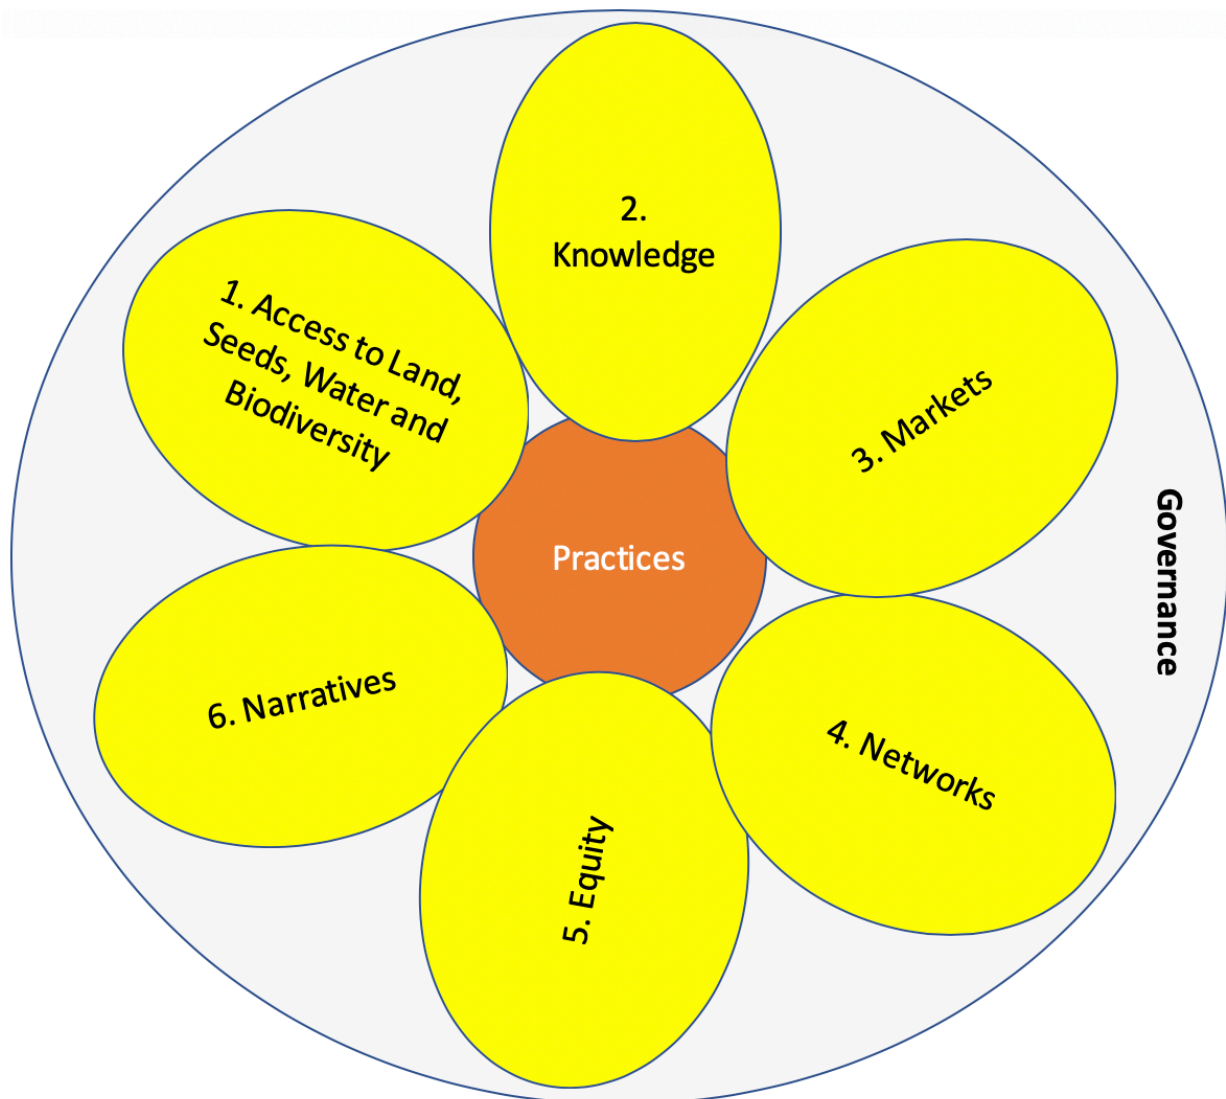 2.
Knowledge
1. Access to Land,
Seeds, Water and
Biodiversity
3. Markets
Governance
Practices
6. Narratives
4. Networks
5. Equity